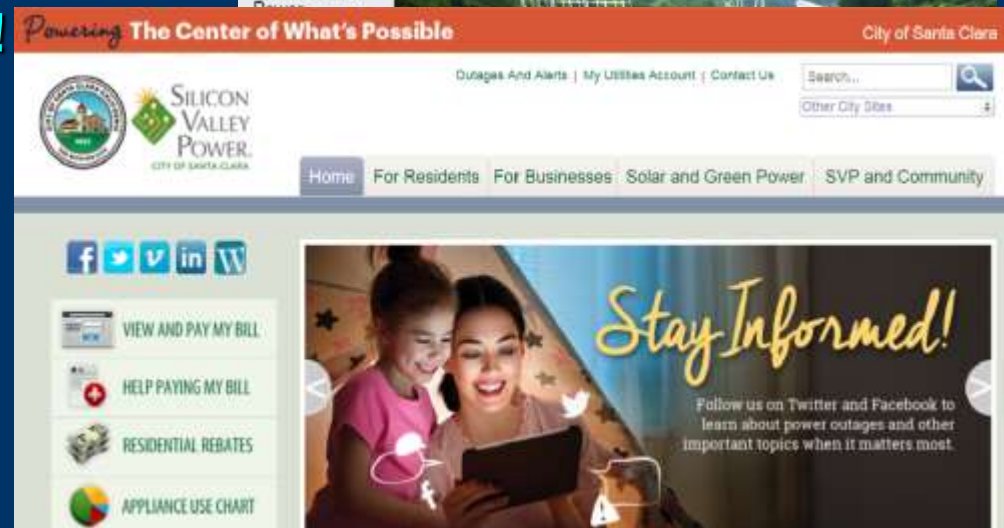 Powering The Center of What's Possible
City of Santa Clara
Outages And Alerts | My Utilities Account | Contact Us
Search...
Other City Sites
SILICON
VALLEY
POWER.
CITY OF SANTA CLARA
Home For Residents For Businesses Solar and Green Power SVP and Community
VIEW AND PAY MY BILL
HELP PAYING MY BILL
RESIDENTIAL REBATES
APPLIANCE USE CHART
Stay Informed!
Follow us on Twitter and Facebook to
learn about power outages and other
important topics when it matters most.